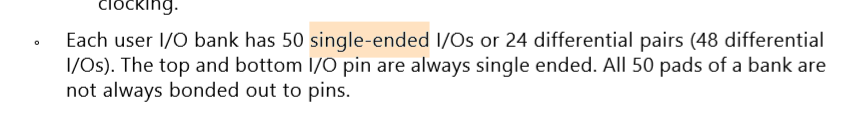 clocking.
◦ Each user I/O bank has 50 single-ended I/Os or 24 differential pairs (48 differential
I/Os). The top and bottom I/O pin are always single ended. All 50 pads of a bank are
not always bonded out to pins.